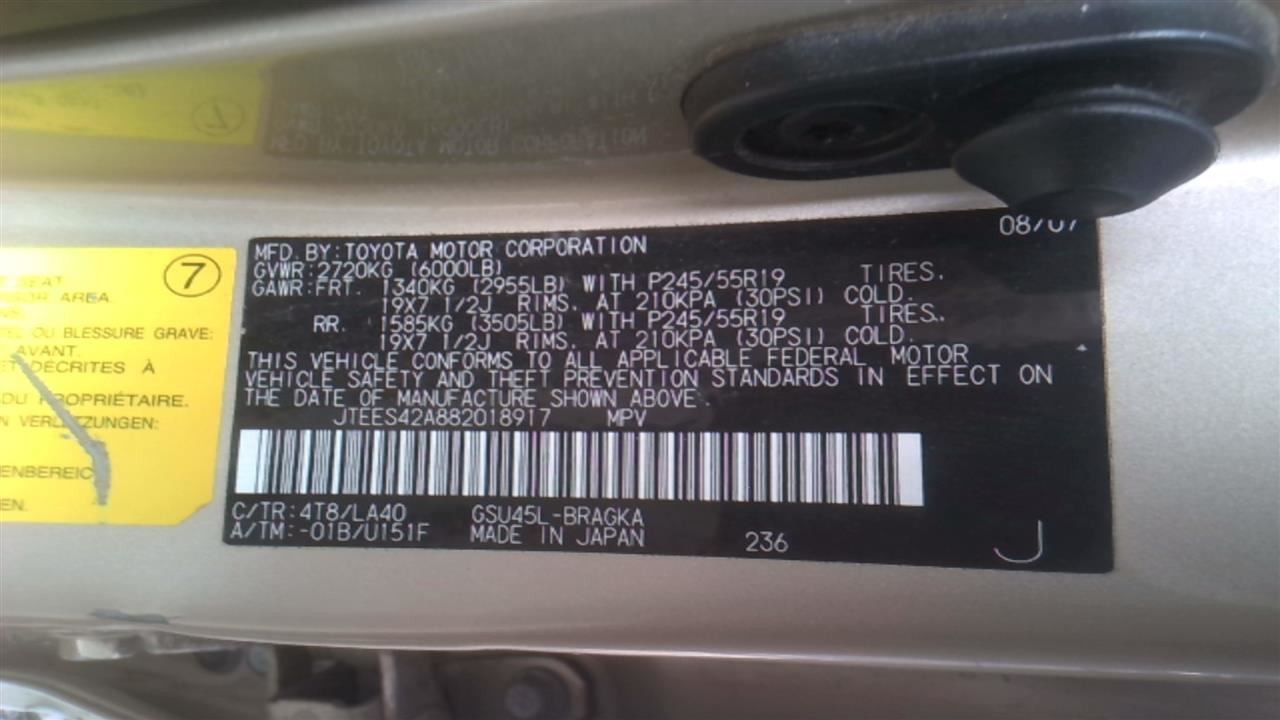 08/07
MFD. BY: TOYOTA MOTOR CORPORATION
GVWR: 2720KG (6000LB)
GAWR: FRT. 1340KG (2955LB) WITH P245/55R19 TIRES.
19X7 1/2J RIMS. AT 210KPA (30PSI) COLD.
RR. 1585KG (3505LB) WITH P245/55R19 TIRES.
19X7 1/2J RIMS. AT 210KPA (30PSI) COLD.
THIS VEHICLE CONFORMS TO ALL APPLICABLE FEDERAL MOTOR
VEHICLE SAFETY AND THEFT PREVENTION STANDARDS IN EFFECT ON
THE DATE OF MANUFACTURE SHOWN ABOVE.
JTEES42A882018917 MPV
C/TR: 4T8/LA40 GSU45L-BRAGKA
A/TM: -01B/U151F MADE IN JAPAN 236 J
7
SEAT
AREA.
OU BLESSURE GRAVE:
AVANT.
DÉCRITES À
PROPRIÉTAIRE.